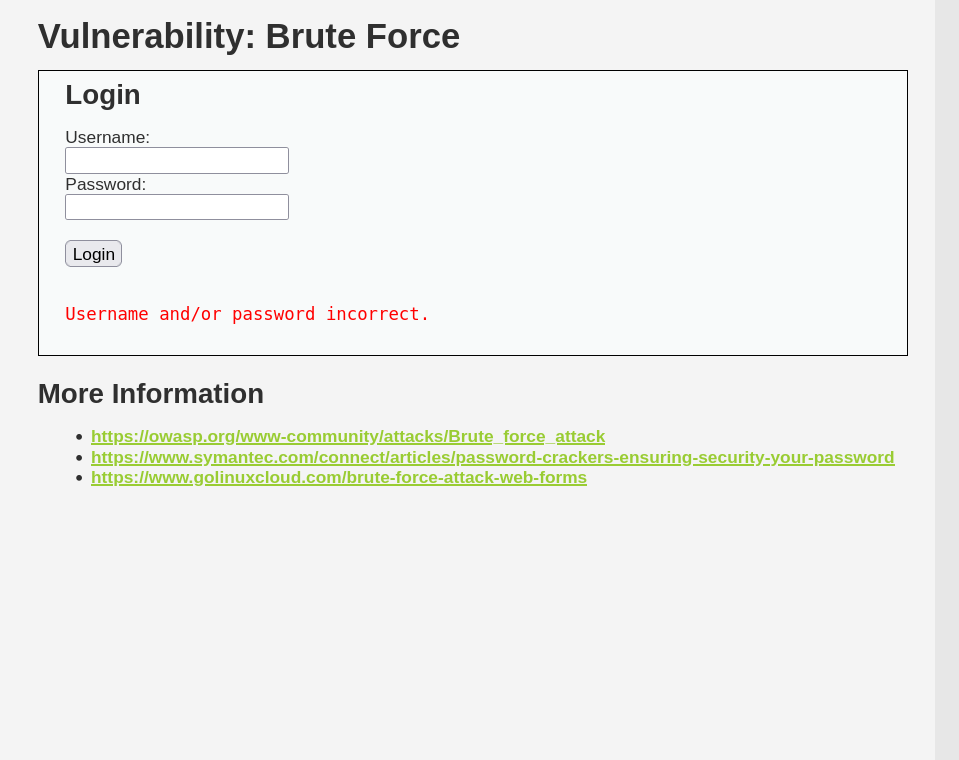 Vulnerability: Brute Force
Login
Username:
Password:
Login
Username and/or password incorrect.
More Information
https://owasp.org/www-community/attacks/Brute_force_attack
https://www.symantec.com/connect/articles/password-crackers-ensuring-security-your-password
https://www.golinuxcloud.com/brute-force-attack-web-forms